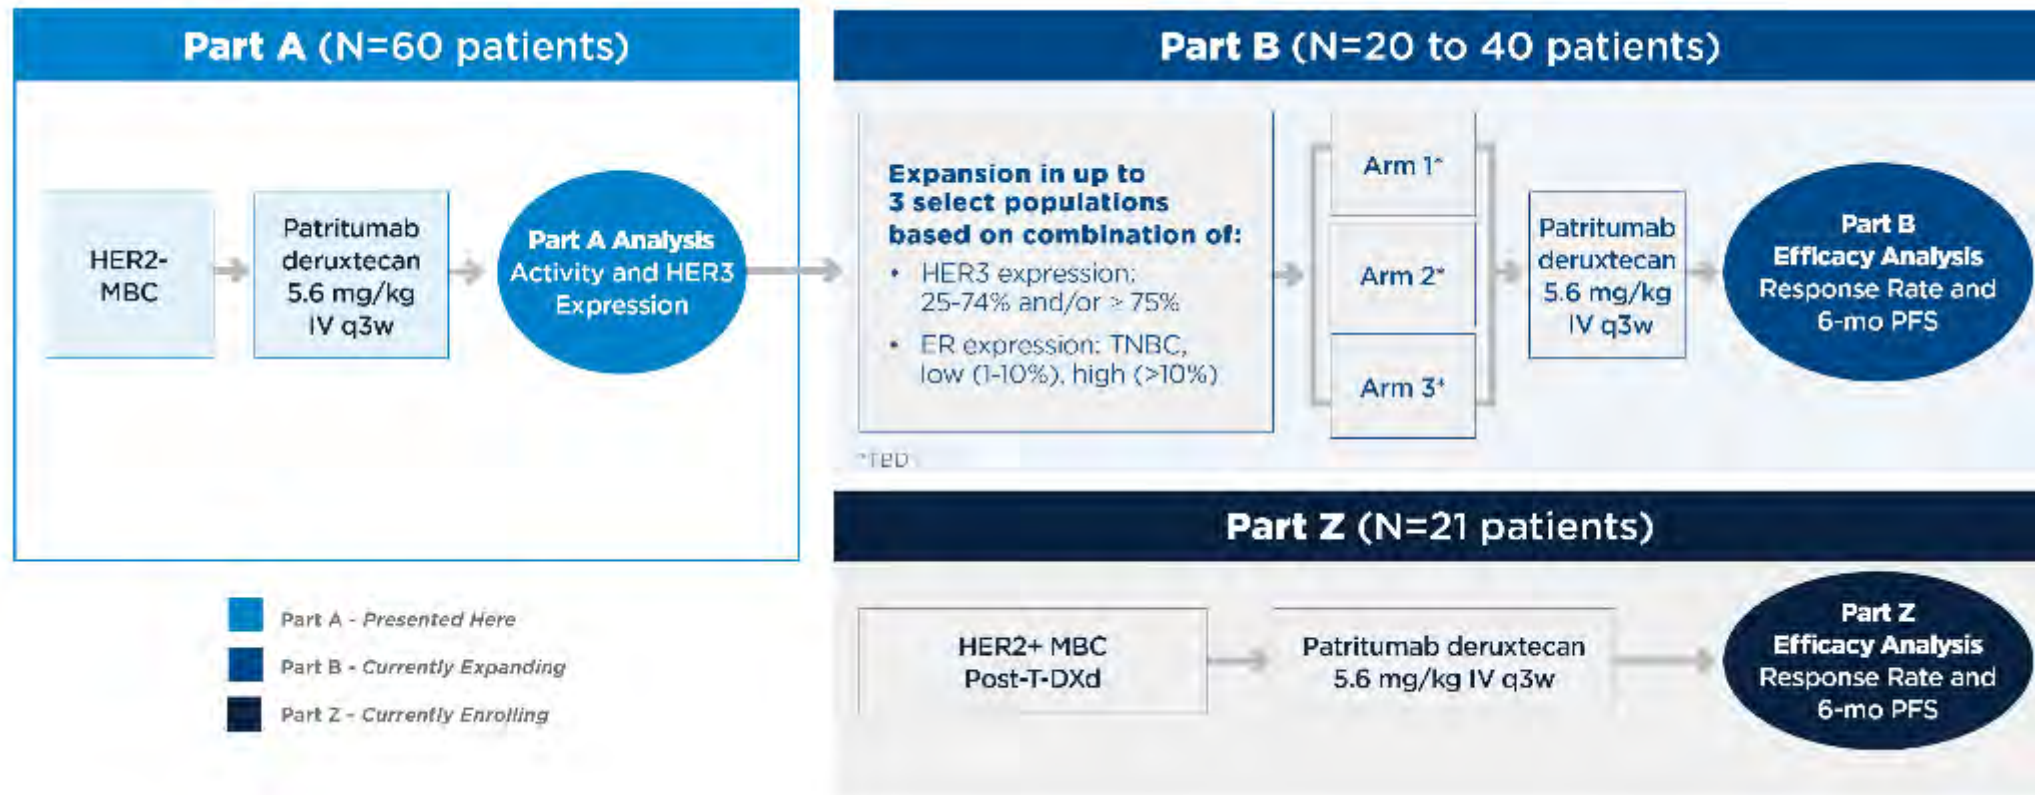 Part A (N=60 patients)
HER2-
MBC
Patritumab
deruxtecan
5.6 mg/kg
IV q3w
Part A Analysis
Activity and HER3
Expression
Part B (N=20 to 40 patients)
Expansion in up to
3 select populations
based on combination of:
• HER3 expression:
25-74% and/or ≥ 75%
• ER expression: TNBC,
low (1-10%), high (>10%)
*TBD
Arm 1*
Arm 2*
Arm 3*
Patritumab
deruxtecan
5.6 mg/kg
IV q3w
Part B
Efficacy Analysis
Response Rate and
6-mo PFS
Part Z (N=21 patients)
HER2+ MBC
Post-T-DXd
Patritumab deruxtecan
5.6 mg/kg IV q3w
Part Z
Efficacy Analysis
Response Rate and
6-mo PFS
Part A - Presented Here
Part B - Currently Expanding
Part Z - Currently Enrolling